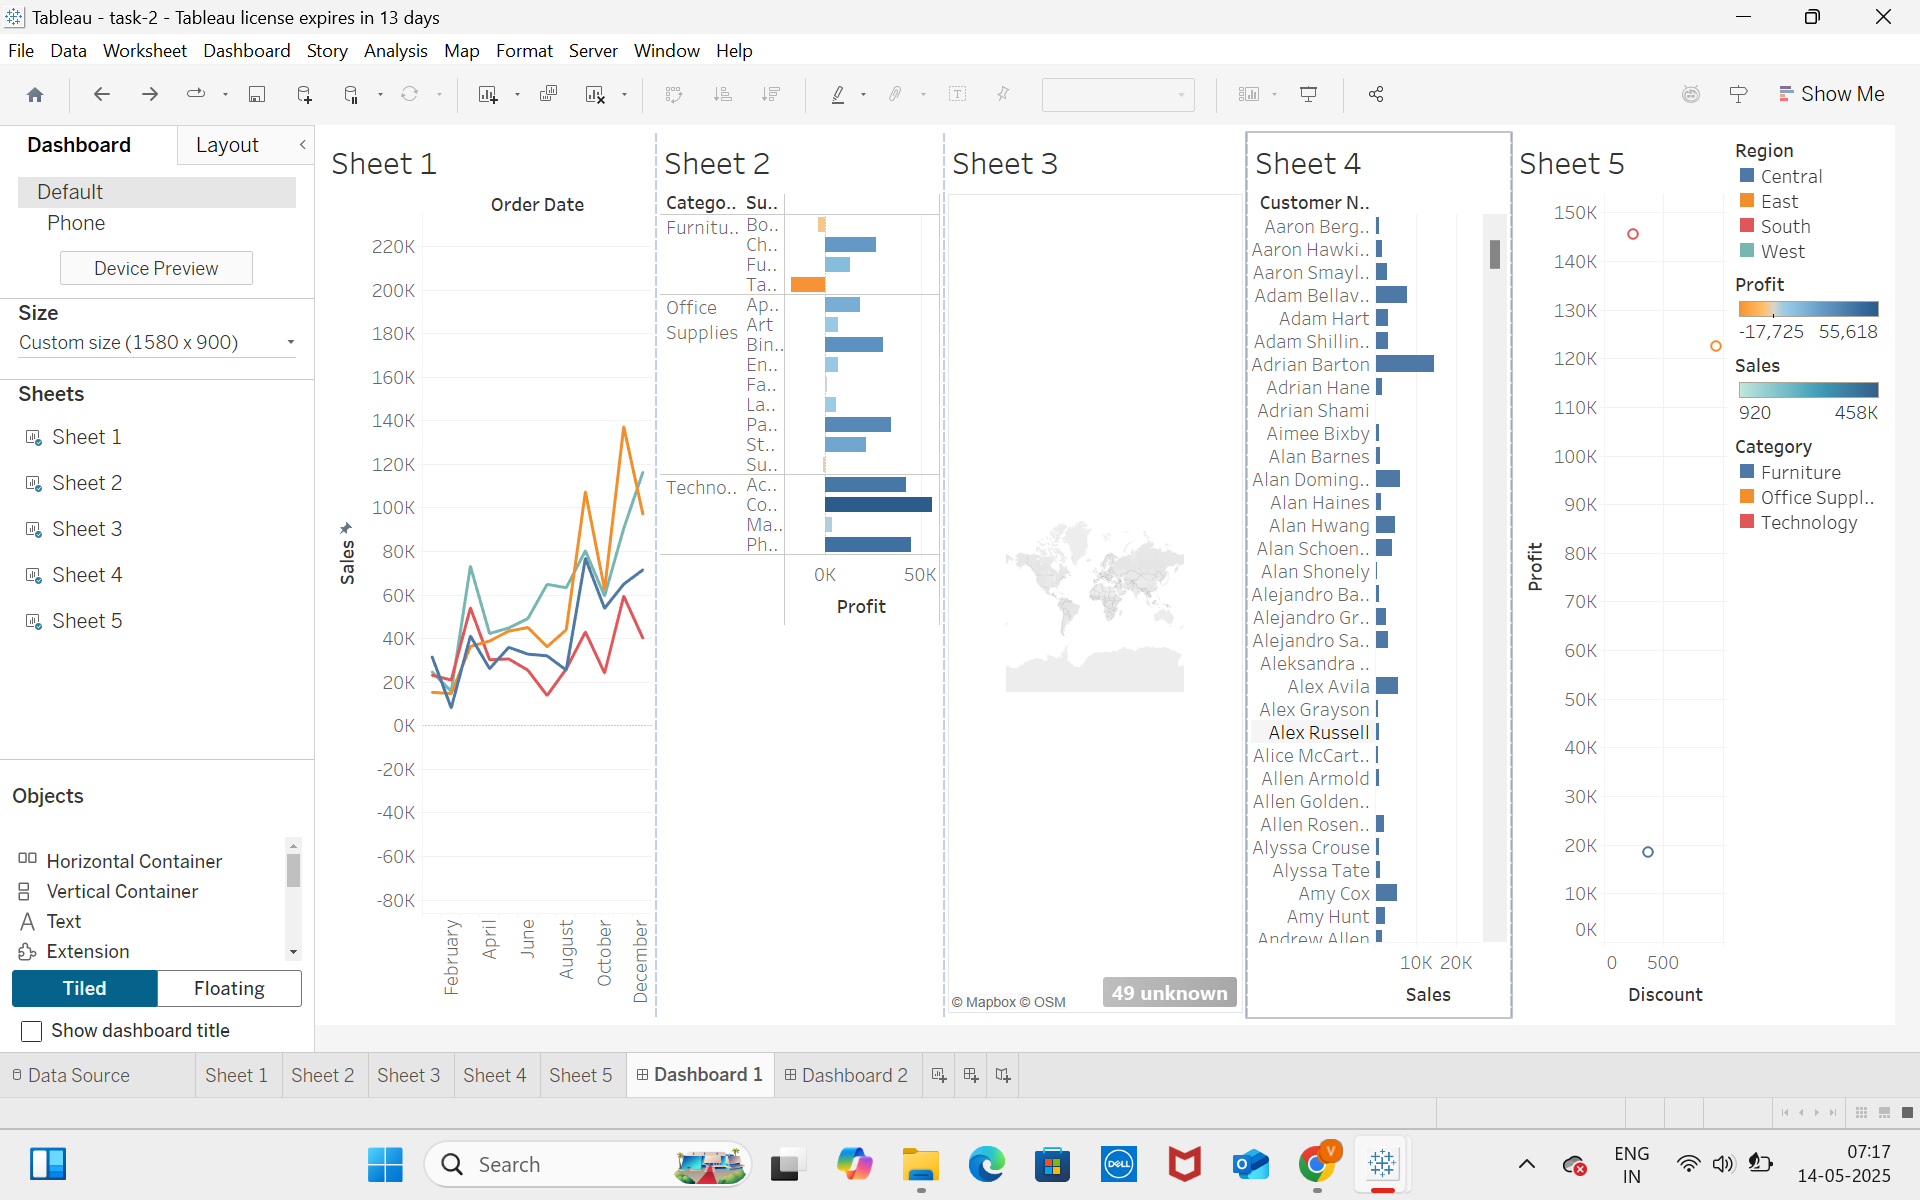 Tableau - task-2 - Tableau license expires in 13 days
File Data Worksheet Dashboard Story Analysis Map Format Server Window Help
Show Me
Dashboard
Layout
Default
Phone
Device Preview
Size
Custom size (1580 x 900)
Sheets
Sheet 1
Sheet 2
Sheet 3
Sheet 4
Sheet 5
Objects
Horizontal Container
Vertical Container
Text
Extension
Tiled
Floating
Show dashboard title
Sheet 1
Order Date
220K
200K
180K
160K
140K
120K
100K
80K
60K
40K
20K
0K
-20K
-40K
-60K
-80K
Sales
February
April
June
August
October
December
Sheet 2
Catego.. Su..
Furnitu.. Bo..
Ch..
Fu..
Ta..
Office Supplies
Ap..
Art
Bin..
En..
Fa..
La..
Pa..
St..
Su..
Techno.. Ac..
Co..
Ma..
Ph..
0K 50K
Profit
Sheet 3
© Mapbox © OSM
49 unknown
Sheet 4
Customer N..
Aaron Berg..
Aaron Hawki..
Aaron Smayl..
Adam Bellav..
Adam Hart
Adam Shillin..
Adrian Barton
Adrian Hane
Adrian Shami
Aimee Bixby
Alan Barnes
Alan Doming..
Alan Haines
Alan Hwang
Alan Schoen..
Alan Shonely
Alejandro Ba..
Alejandro Gr..
Alejandro Sa..
Aleksandra ..
Alex Avila
Alex Grayson
Alex Russell
Alice McCart..
Allen Armold
Allen Golden..
Allen Rosen..
Alyssa Crouse
Alyssa Tate
Amy Cox
Amy Hunt
Andrew Allen
10K 20K
Sales
Sheet 5
150K
140K
130K
120K
110K
100K
90K
80K
70K
60K
50K
40K
30K
20K
10K
0K
Profit
0 500
Discount
Region
Central
East
South
West
Profit
-17,725 55,618
Sales
920 458K
Category
Furniture
Office Suppl..
Technology
Data Source
Sheet 1
Sheet 2
Sheet 3
Sheet 4
Sheet 5
Dashboard 1
Dashboard 2
Search
DELL
V
ENG
IN
07:17
14-05-2025